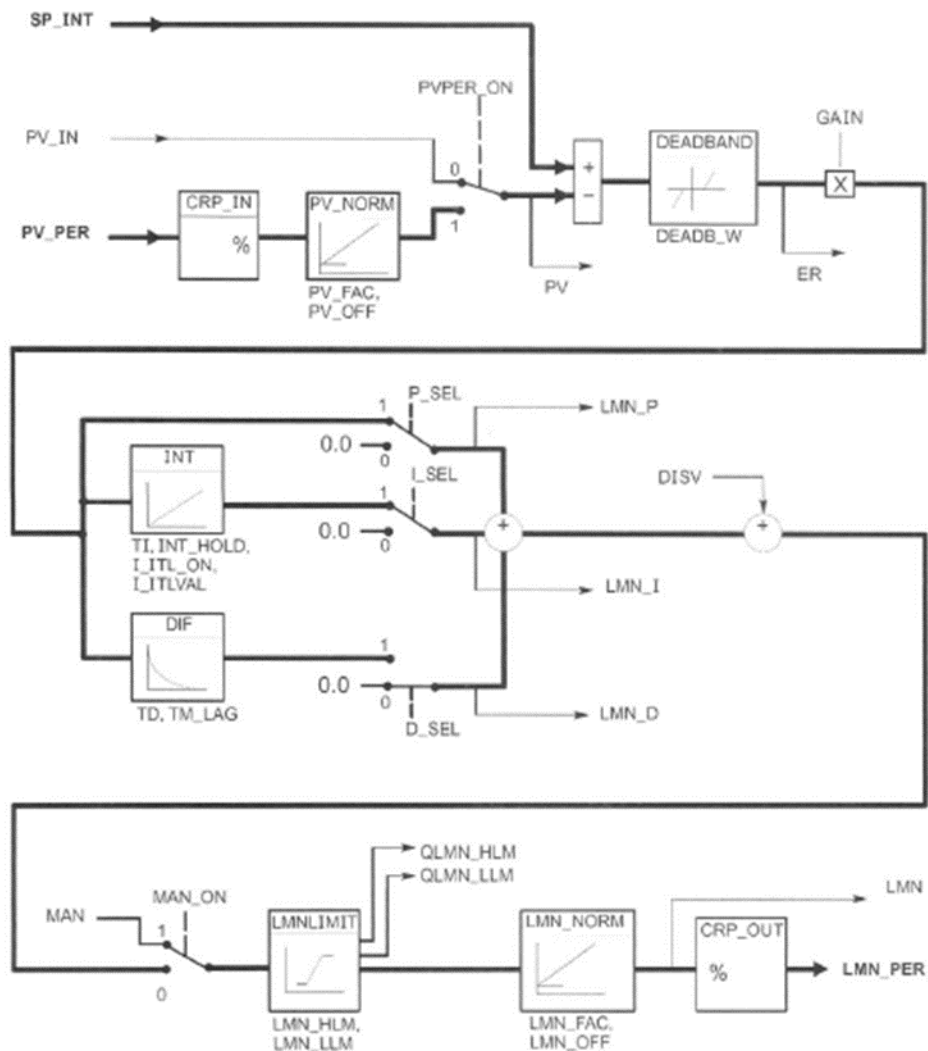 SP_INT
PVPER_ON
GAIN
PV_IN
DEADBAND
0
+
X
CRP_IN
PV_NORM
−
PV_PER
%
1
DEADB_W
PV
ER
PV_FAC,
PV_OFF
P_SEL
1
LMN_P
0.0
0
INT
I_SEL
DISV
1
+
+
0.0
0
TI, INT_HOLD,
I_ITL_ON,
I_ITLVAL
LMN_I
DIF
1
0.0
0
LMN_D
TD, TM_LAG
D_SEL
QLMN_HLM
QLMN_LLM
LMN
MAN_ON
MAN
LMNLIMIT
LMN_NORM
CRP_OUT
1
%
LMN_PER
0
LMN_HLM,
LMN_LLM
LMN_FAC,
LMN_OFF